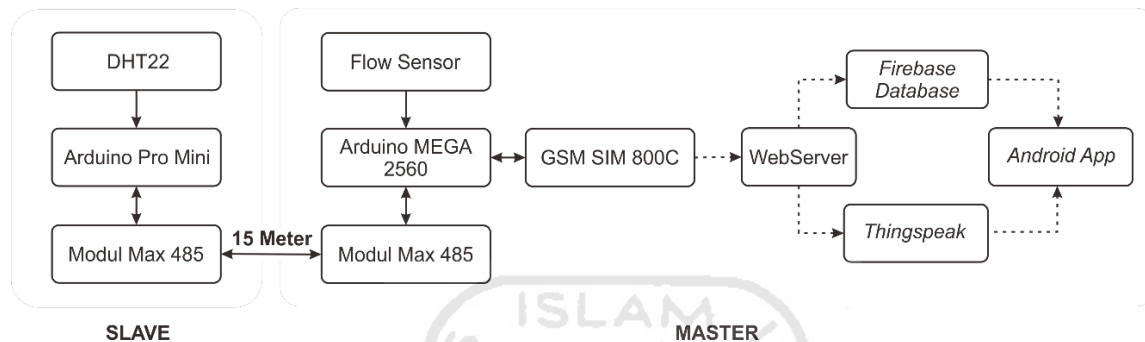 DHT22
Arduino Pro Mini
Modul Max 485
15 Meter
SLAVE
Flow Sensor
Arduino MEGA
2560
Modul Max 485
GSM SIM 800C
WebServer
Firebase
Database
Thingspeak
Android App
MASTER
ISLAM